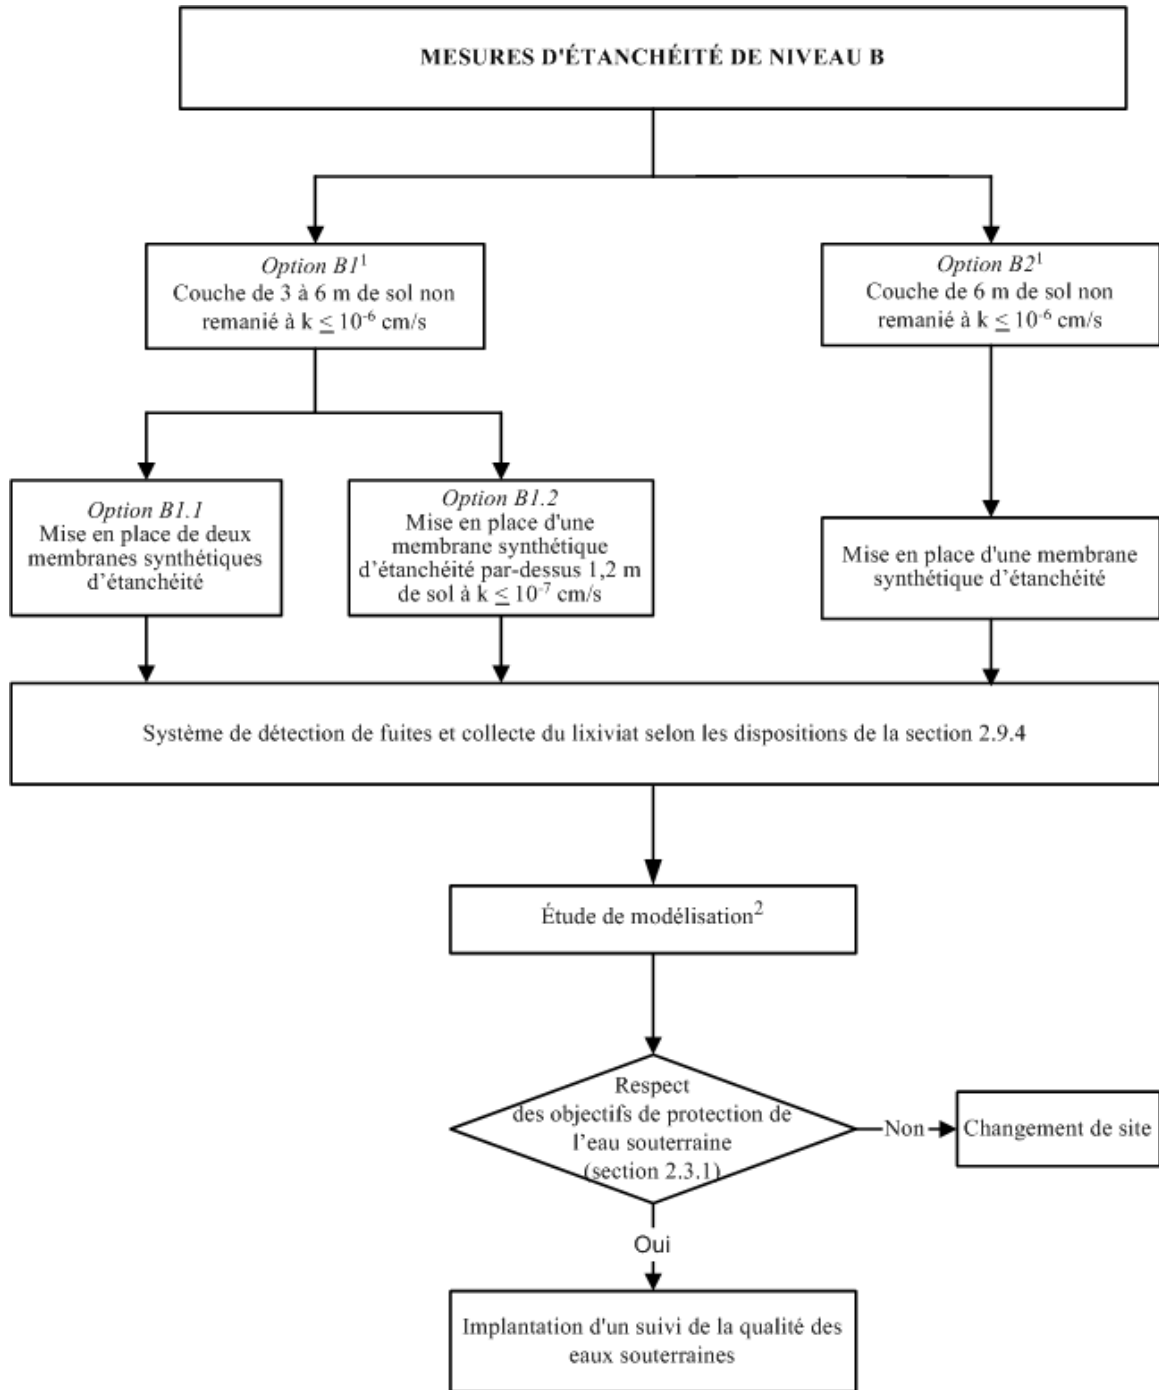 MESURES D'ÉTANCHÉITÉ DE NIVEAU B
Option B1¹
Couche de 3 à 6 m de sol non
remanié à k ≤ 10⁻⁶ cm/s
Option B2¹
Couche de 6 m de sol non
remanié à k ≤ 10⁻⁶ cm/s
Option B1.1
Mise en place de deux
membranes synthétiques
d’étanchéité
Option B1.2
Mise en place d'une
membrane synthétique
d’étanchéité par-dessus 1,2 m
de sol à k ≤ 10⁻⁷ cm/s
Mise en place d'une membrane
synthétique d’étanchéité
Système de détection de fuites et collecte du lixiviat selon les dispositions de la section 2.9.4
Étude de modélisation²
Respect
des objectifs de protection de
l’eau souterraine
(section 2.3.1)
Non
Changement de site
Oui
Implantation d'un suivi de la qualité des
eaux souterraines